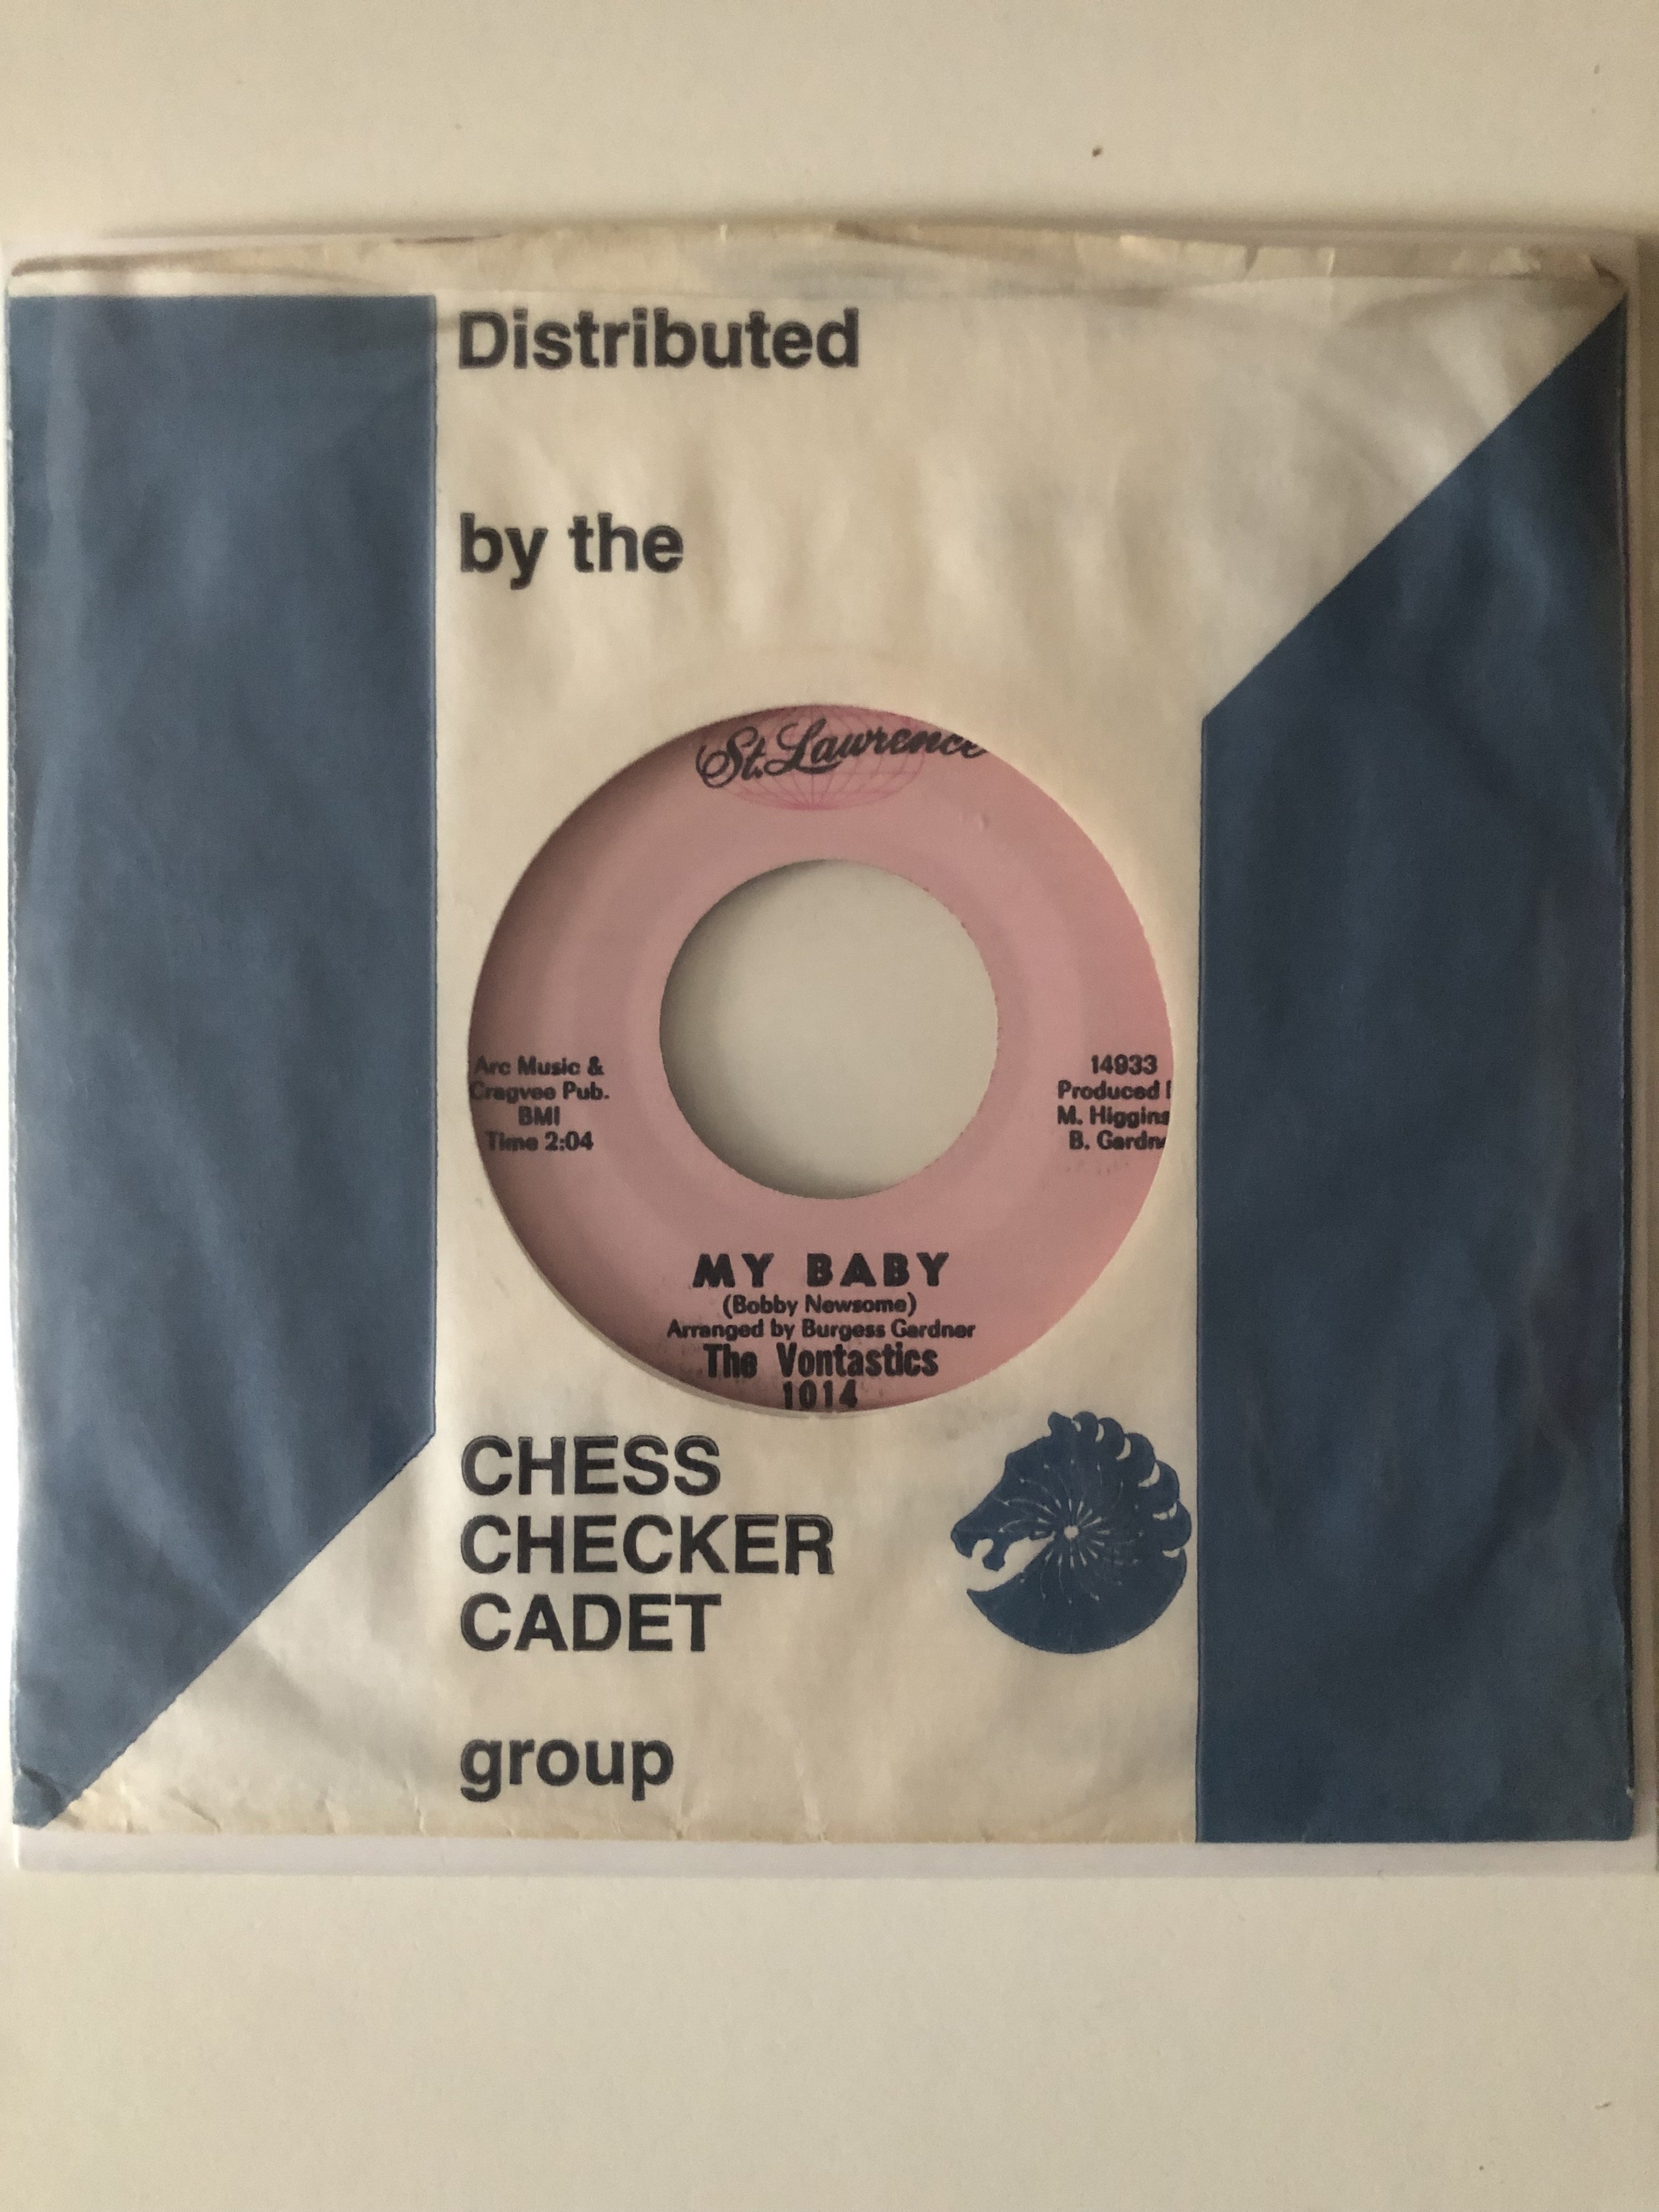 Distributed
by the
St. Lawrence
Arc Music &
Cragvee Pub.
BMI
Time 2:04
14933
Produced
M. Higgins
B. Gardn
MY BABY
(Bobby Newsome)
Arranged by Burgess Gardner
The Vontastics
1014
CHESS
CHECKER
CADET
group